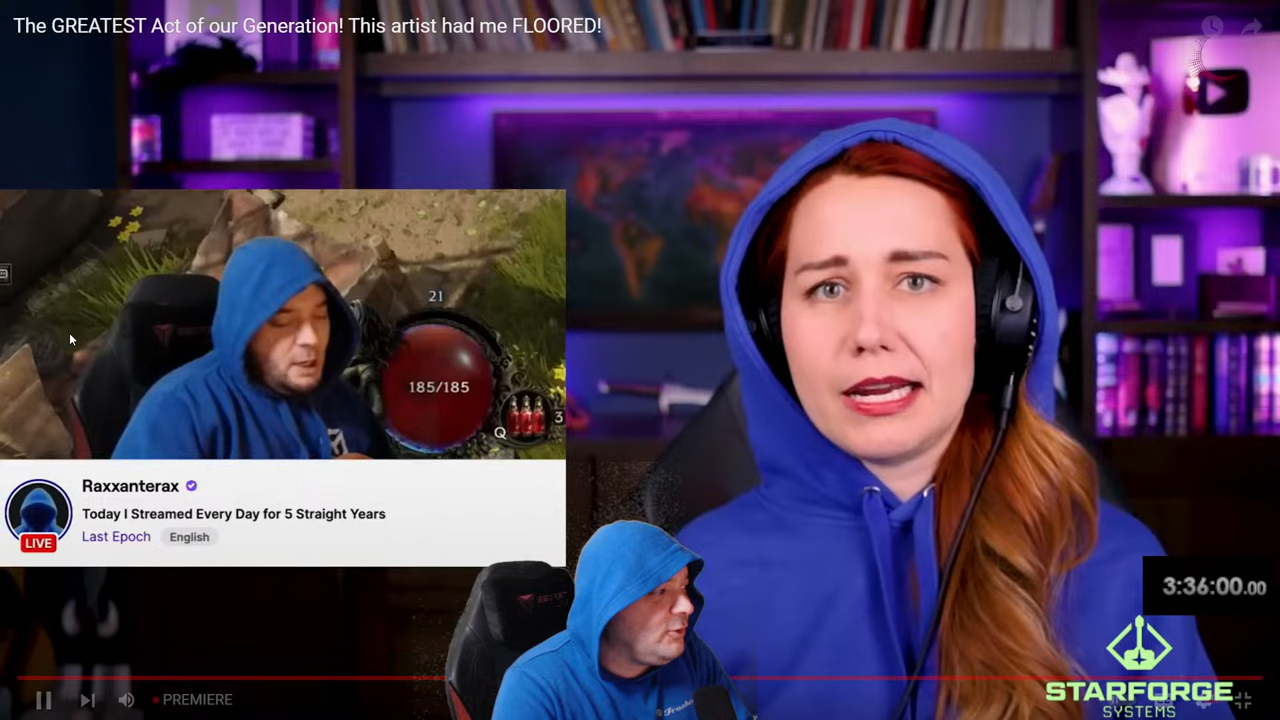 The GREATEST Act of our Generation! This artist had me FLOORED!
21
185/185
Q
3
Raxxanterax
Today I Streamed Every Day for 5 Straight Years
LIVE
Last Epoch
English
3:36:00.00
STARFORGE
SYSTEMS
PREMIERE